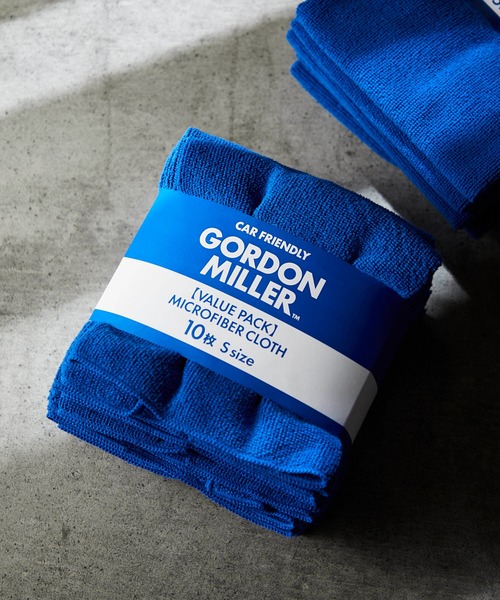 CAR FRIENDLY
GORDON
MILLER™
[VALUE PACK]
MICROFIBER CLOTH
10枚 S size